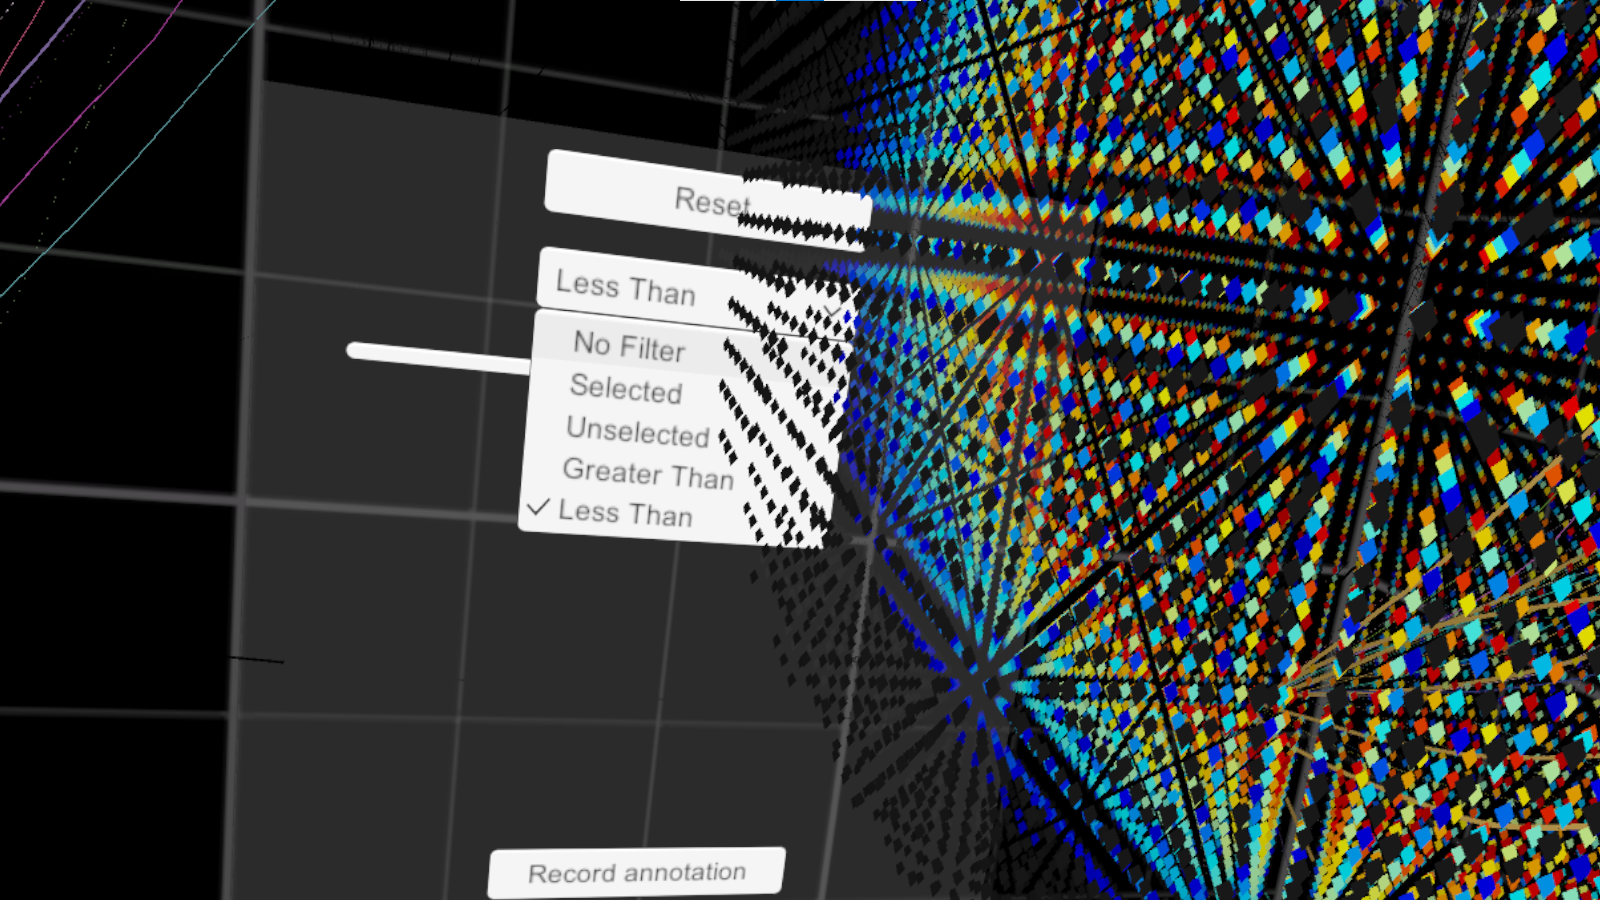 Reset
Less Than
No Filter
Selected
Unselected
Greater Than
Less Than
Record annotation